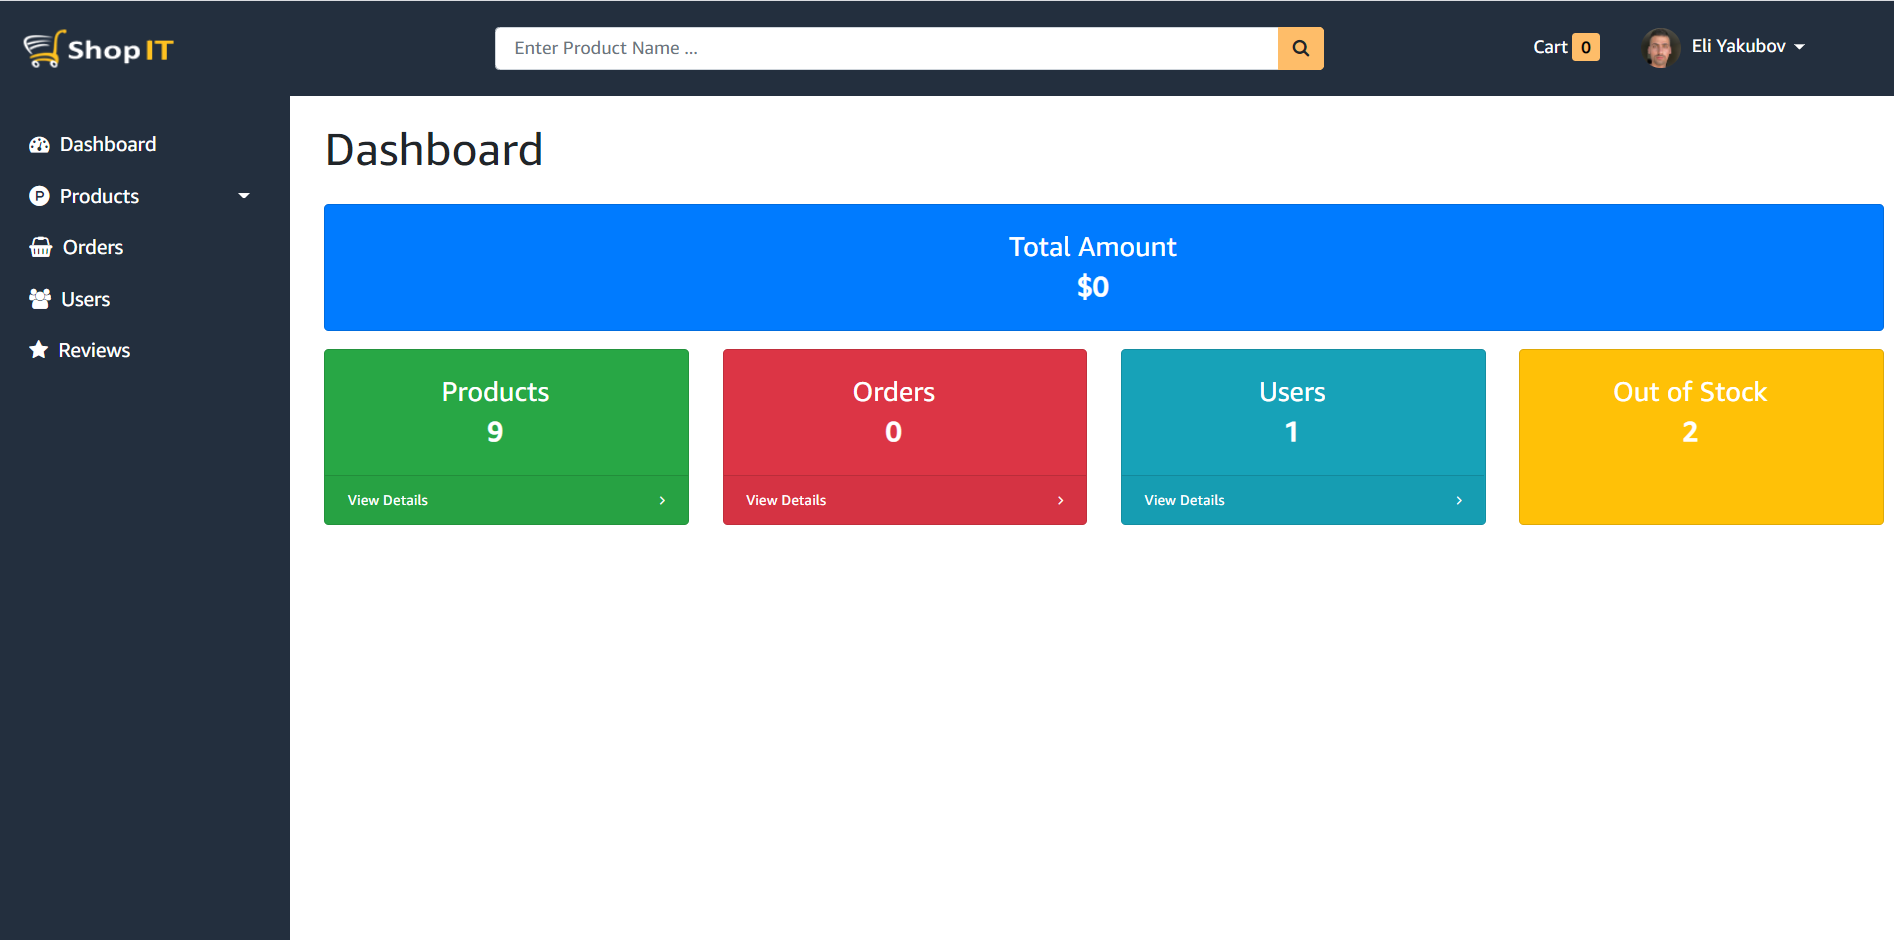 Shop IT
Enter Product Name ...
Cart 0
Eli Yakubov
Dashboard
Products
Orders
Users
Reviews
Dashboard
Total Amount
$0
Products
9
View Details
Orders
0
View Details
Users
1
View Details
Out of Stock
2